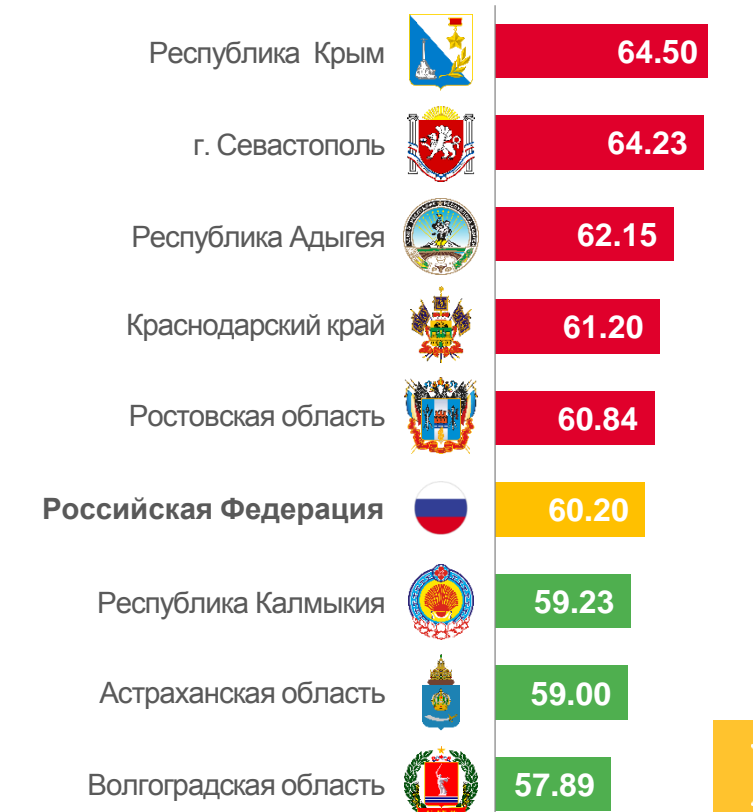 Республика Крым 64.50
г. Севастополь 64.23
Республика Адыгея 62.15
Краснодарский край 61.20
Ростовская область 60.84
Российская Федерация 60.20
Республика Калмыкия 59.23
Астраханская область 59.00
Волгоградская область 57.89